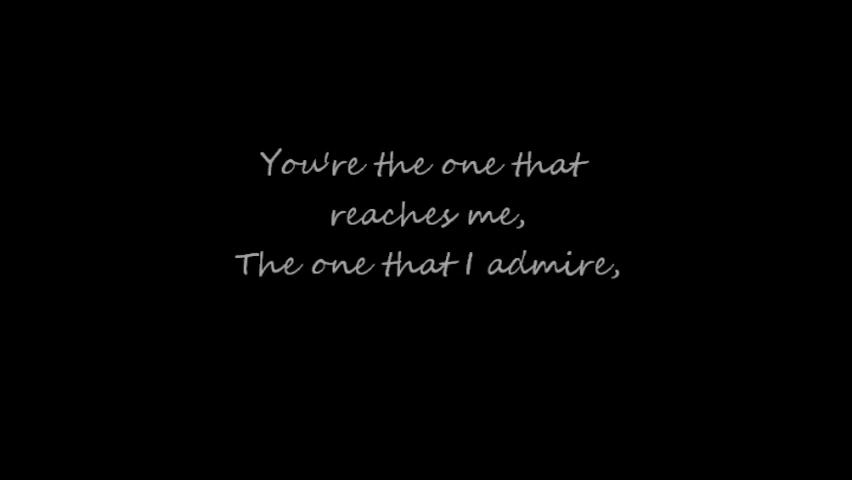 You're the one that
reaches me,
The one that I admire,